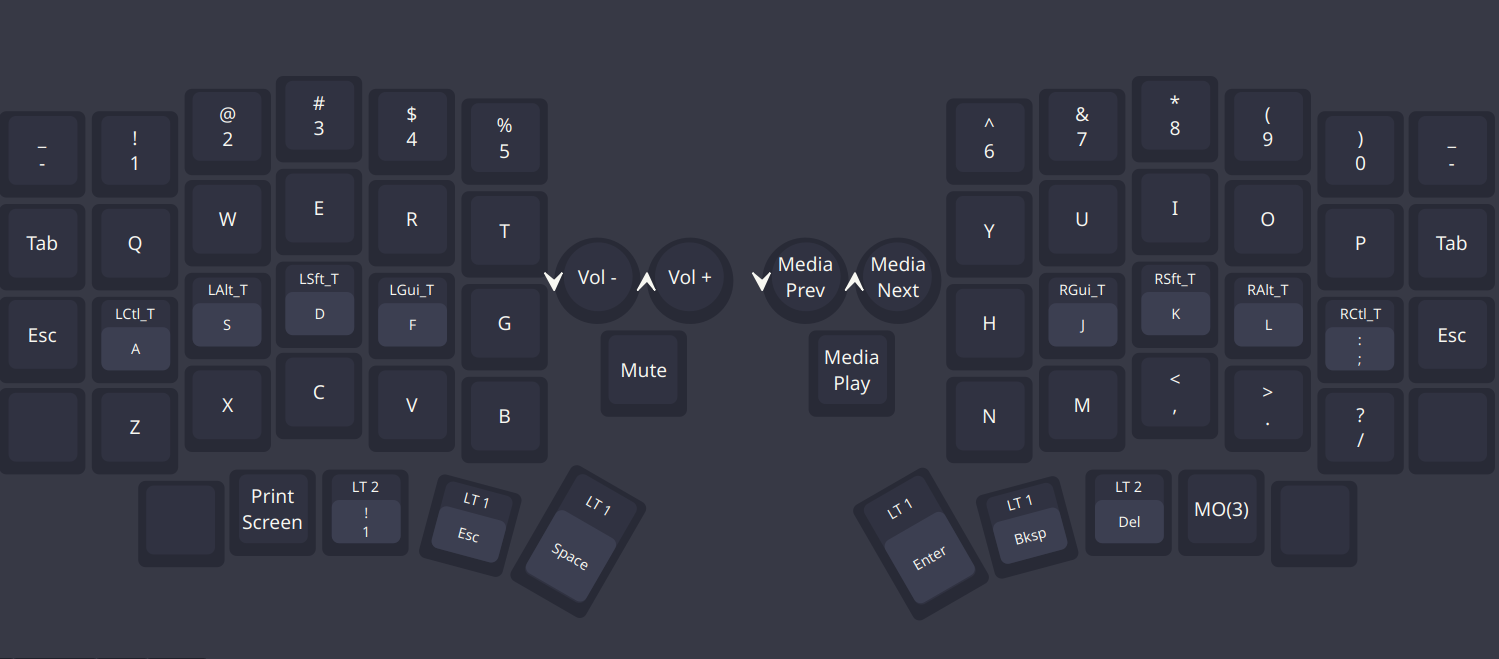 _
-
!
1
@
2
#
3
$
4
%
5
^
6
&
7
*
8
(
9
)
0
_
-
Tab
Q
W
E
R
T
Y
U
I
O
P
Tab
Vol -
Vol +
Media
Prev
Media
Next
Esc
LCtl_T
A
LAlt_T
S
LSft_T
D
LGui_T
F
G
H
RGui_T
J
RSft_T
K
RAlt_T
L
RCtl_T
:
;
Esc
Mute
Media
Play
Z
X
C
V
B
N
M
<
,
>
.
?
/
Print
Screen
LT 2
!
1
LT 1
Esc
LT 1
Space
LT 1
Enter
LT 1
Bksp
LT 2
Del
MO(3)